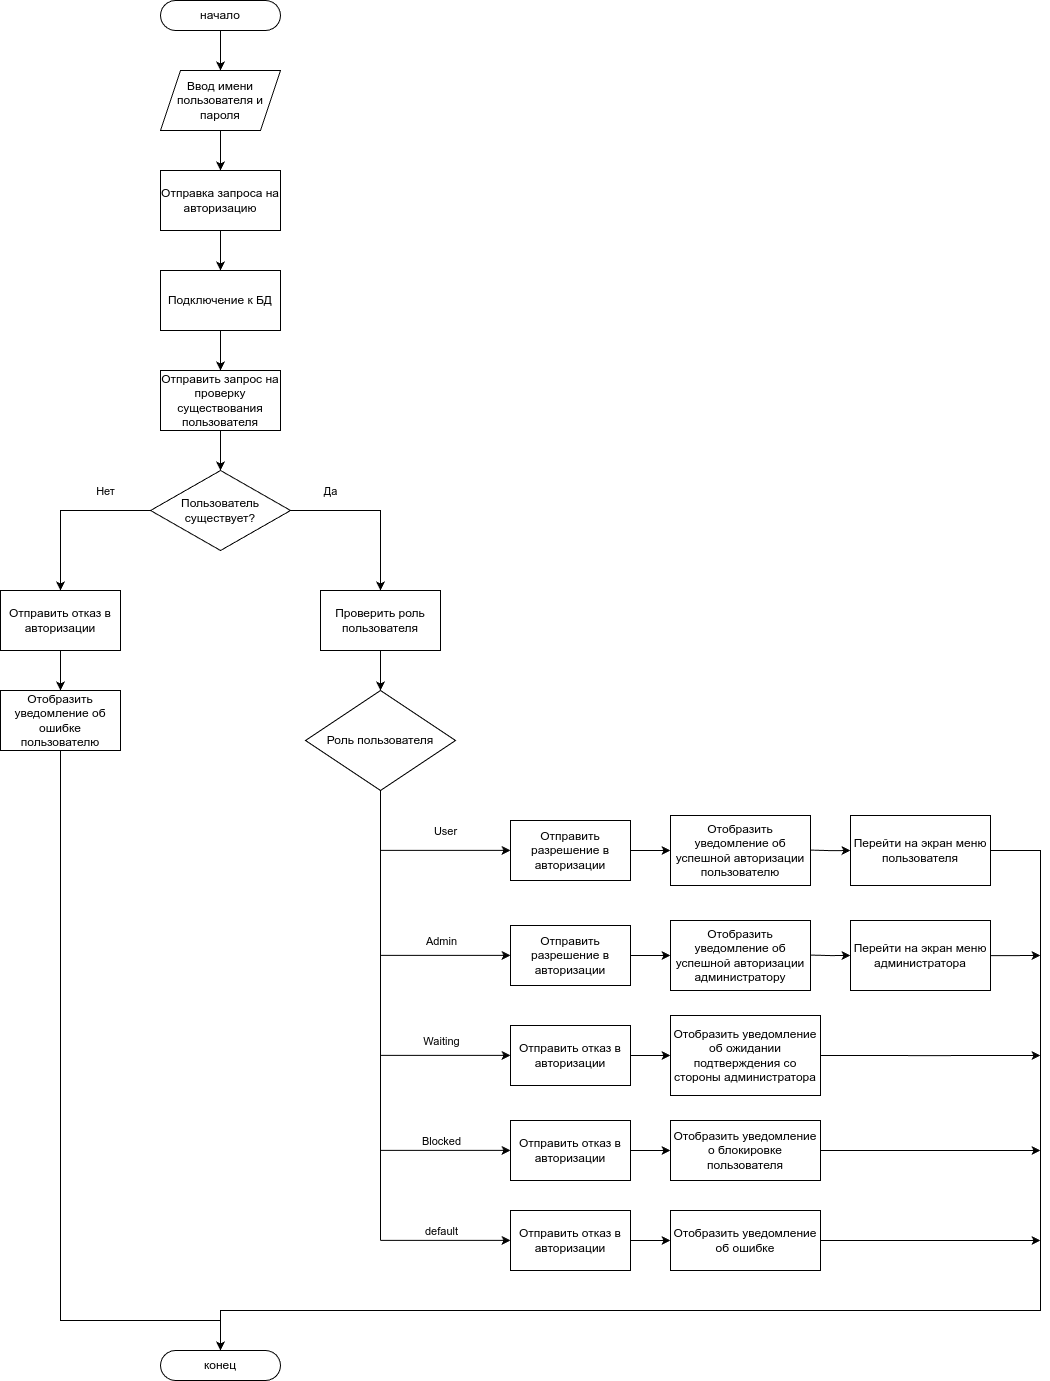 начало
Ввод имени
пользователя и
пароля
Отправка запроса на
авторизацию
Подключение к БД
Отправить запрос на
проверку
существования
пользователя
Нет
Да
Пользователь
существует?
Отправить отказ в
авторизации
Проверить роль
пользователя
Отобразить
уведомление об
ошибке
пользователю
Роль пользователя
User
Отправить
разрешение в
авторизации
Отобразить
уведомление об
успешной авторизации
пользователю
Перейти на экран меню
пользователя
Admin
Отправить
разрешение в
авторизации
Отобразить
уведомление об
успешной авторизации
администратору
Перейти на экран меню
администратора
Waiting
Отправить отказ в
авторизации
Отобразить уведомление
об ожидании
подтверждения со
стороны администратора
Blocked
Отправить отказ в
авторизации
Отобразить уведомление
о блокировке
пользователя
default
Отправить отказ в
авторизации
Отобразить уведомление
об ошибке
конец